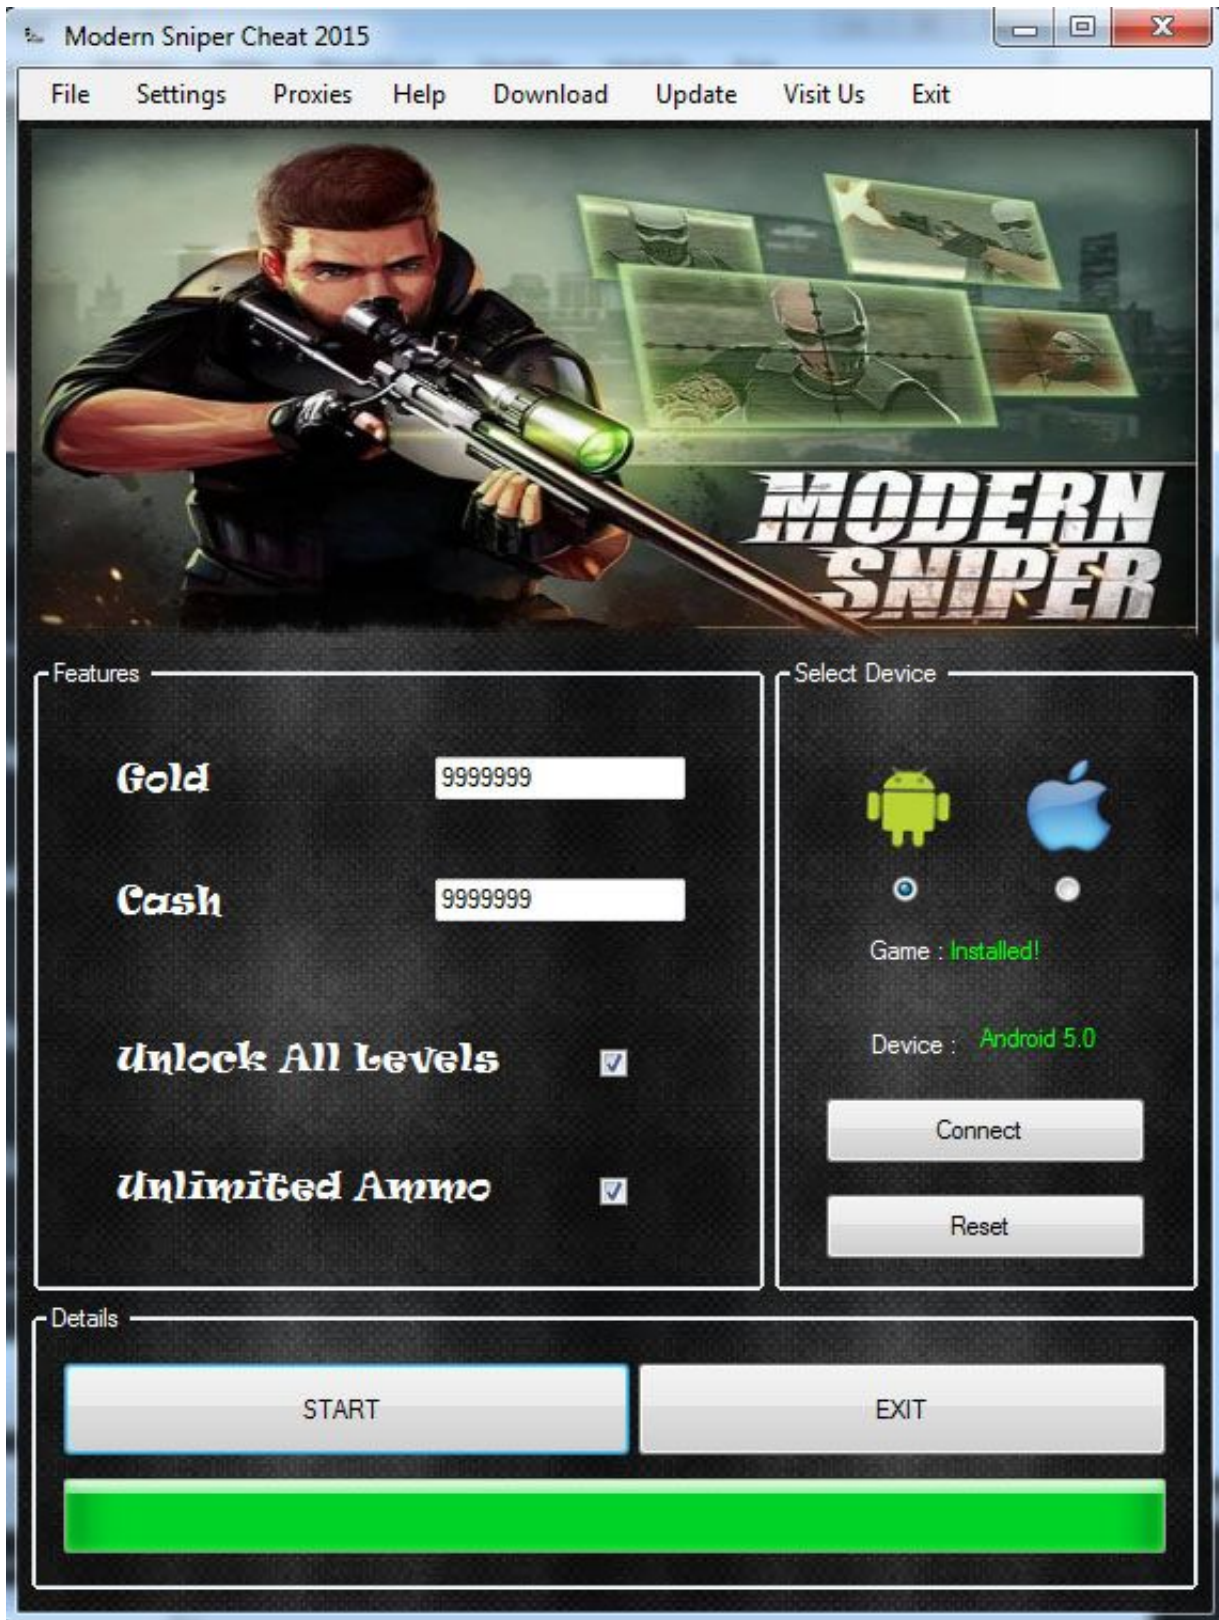 Modern Sniper Cheat 2015
File Settings Proxies Help Download Update Visit Us Exit
MODERN
SNIPER
Features
Gold 9999999
Cash 9999999
Unlock All Levels
Unlimited Ammo
Select Device
Game : Installed!
Device : Android 5.0
Connect
Reset
Details
START EXIT